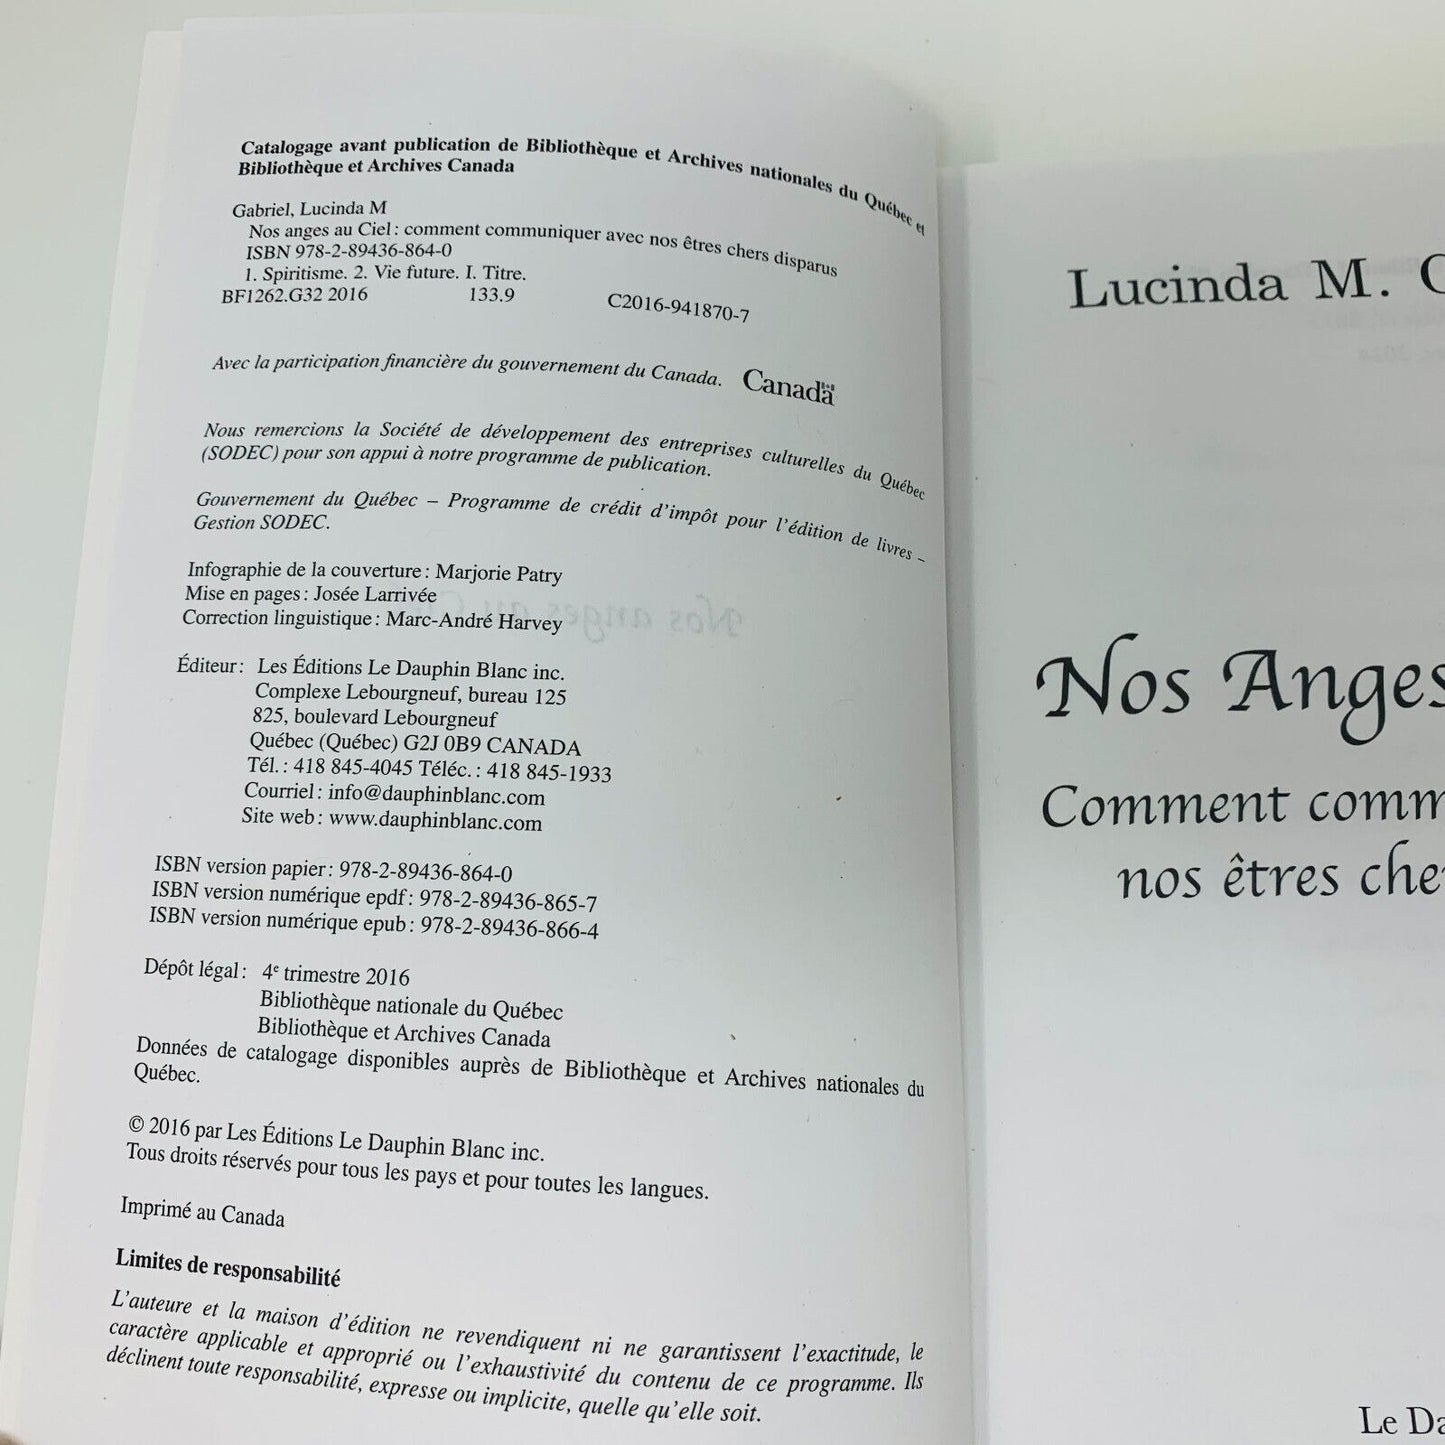 Catalogage avant publication de Bibliothèque et Archives nationales du Québec et
Bibliothèque et Archives Canada
Gabriel, Lucinda M
Nos anges au Ciel : comment communiquer avec nos êtres chers disparus
ISBN 978-2-89436-864-0
1. Spiritisme. 2. Vie future. I. Titre.
BF1262.G32 2016 133.9 C2016-941870-7
Avec la participation financière du gouvernement du Canada. Canada
Nous remercions la Société de développement des entreprises culturelles du Québec
(SODEC) pour son appui à notre programme de publication.
Gouvernement du Québec – Programme de crédit d'impôt pour l'édition de livres –
Gestion SODEC.
Infographie de la couverture : Marjorie Patry
Mise en pages : Josée Larrivée
Correction linguistique : Marc-André Harvey
Éditeur : Les Éditions Le Dauphin Blanc inc.
Complexe Lebourgneuf, bureau 125
825, boulevard Lebourgneuf
Québec (Québec) G2J 0B9 CANADA
Tél. : 418 845-4045 Téléc. : 418 845-1933
Courriel : info@dauphinblanc.com
Site web : www.dauphinblanc.com
ISBN version papier : 978-2-89436-864-0
ISBN version numérique epdf : 978-2-89436-865-7
ISBN version numérique epub : 978-2-89436-866-4
Dépôt légal : 4e trimestre 2016
Bibliothèque nationale du Québec
Bibliothèque et Archives Canada
Données de catalogage disponibles auprès de Bibliothèque et Archives nationales du
Québec.
© 2016 par Les Éditions Le Dauphin Blanc inc.
Tous droits réservés pour tous les pays et pour toutes les langues.
Imprimé au Canada
Limites de responsabilité
L'auteure et la maison d'édition ne revendiquent ni ne garantissent l'exactitude, le
caractère applicable et approprié ou l'exhaustivité du contenu de ce programme. Ils
déclinent toute responsabilité, expresse ou implicite, quelle qu'elle soit.
Lucinda M.
Nos Anges
Comment comm
nos êtres cher
Le Da